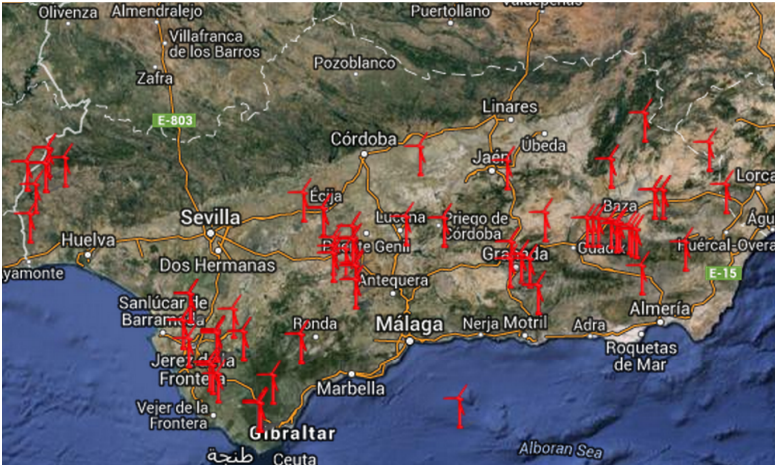 Olivenza
Almendralejo
Puertollano
Valdepeñas
Villafranca
de los Barros
Zafra
Pozoblanco
E-803
Linares
Córdoba
Úbeda
Jaén
Lorca
Écija
Baza
Sevilla
Lucena
Priego de
Córdoba
Huelva
Puente Genil
Huércal-Overa
yamonte
Dos Hermanas
Granada
E-15
Antequera
Sanlúcar de
Barrameda
Almería
Ronda
Málaga
Nerja
Motril
Adra
Roquetas
de Mar
Jerez de la
Frontera
Marbella
Vejer de la
Frontera
Gibraltar
Alboran Sea
طنجة
Ceuta